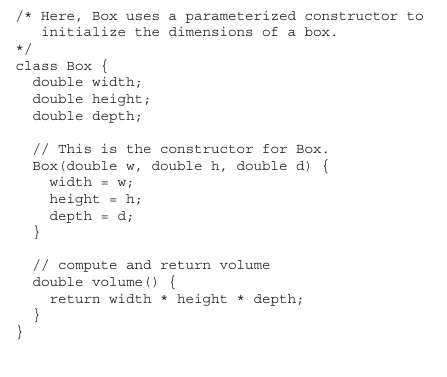 /* Here, Box uses a parameterized constructor to
   initialize the dimensions of a box.
*/
class Box {
  double width;
  double height;
  double depth;

  // This is the constructor for Box.
  Box(double w, double h, double d) {
    width = w;
    height = h;
    depth = d;
  }

  // compute and return volume
  double volume() {
    return width * height * depth;
  }
}